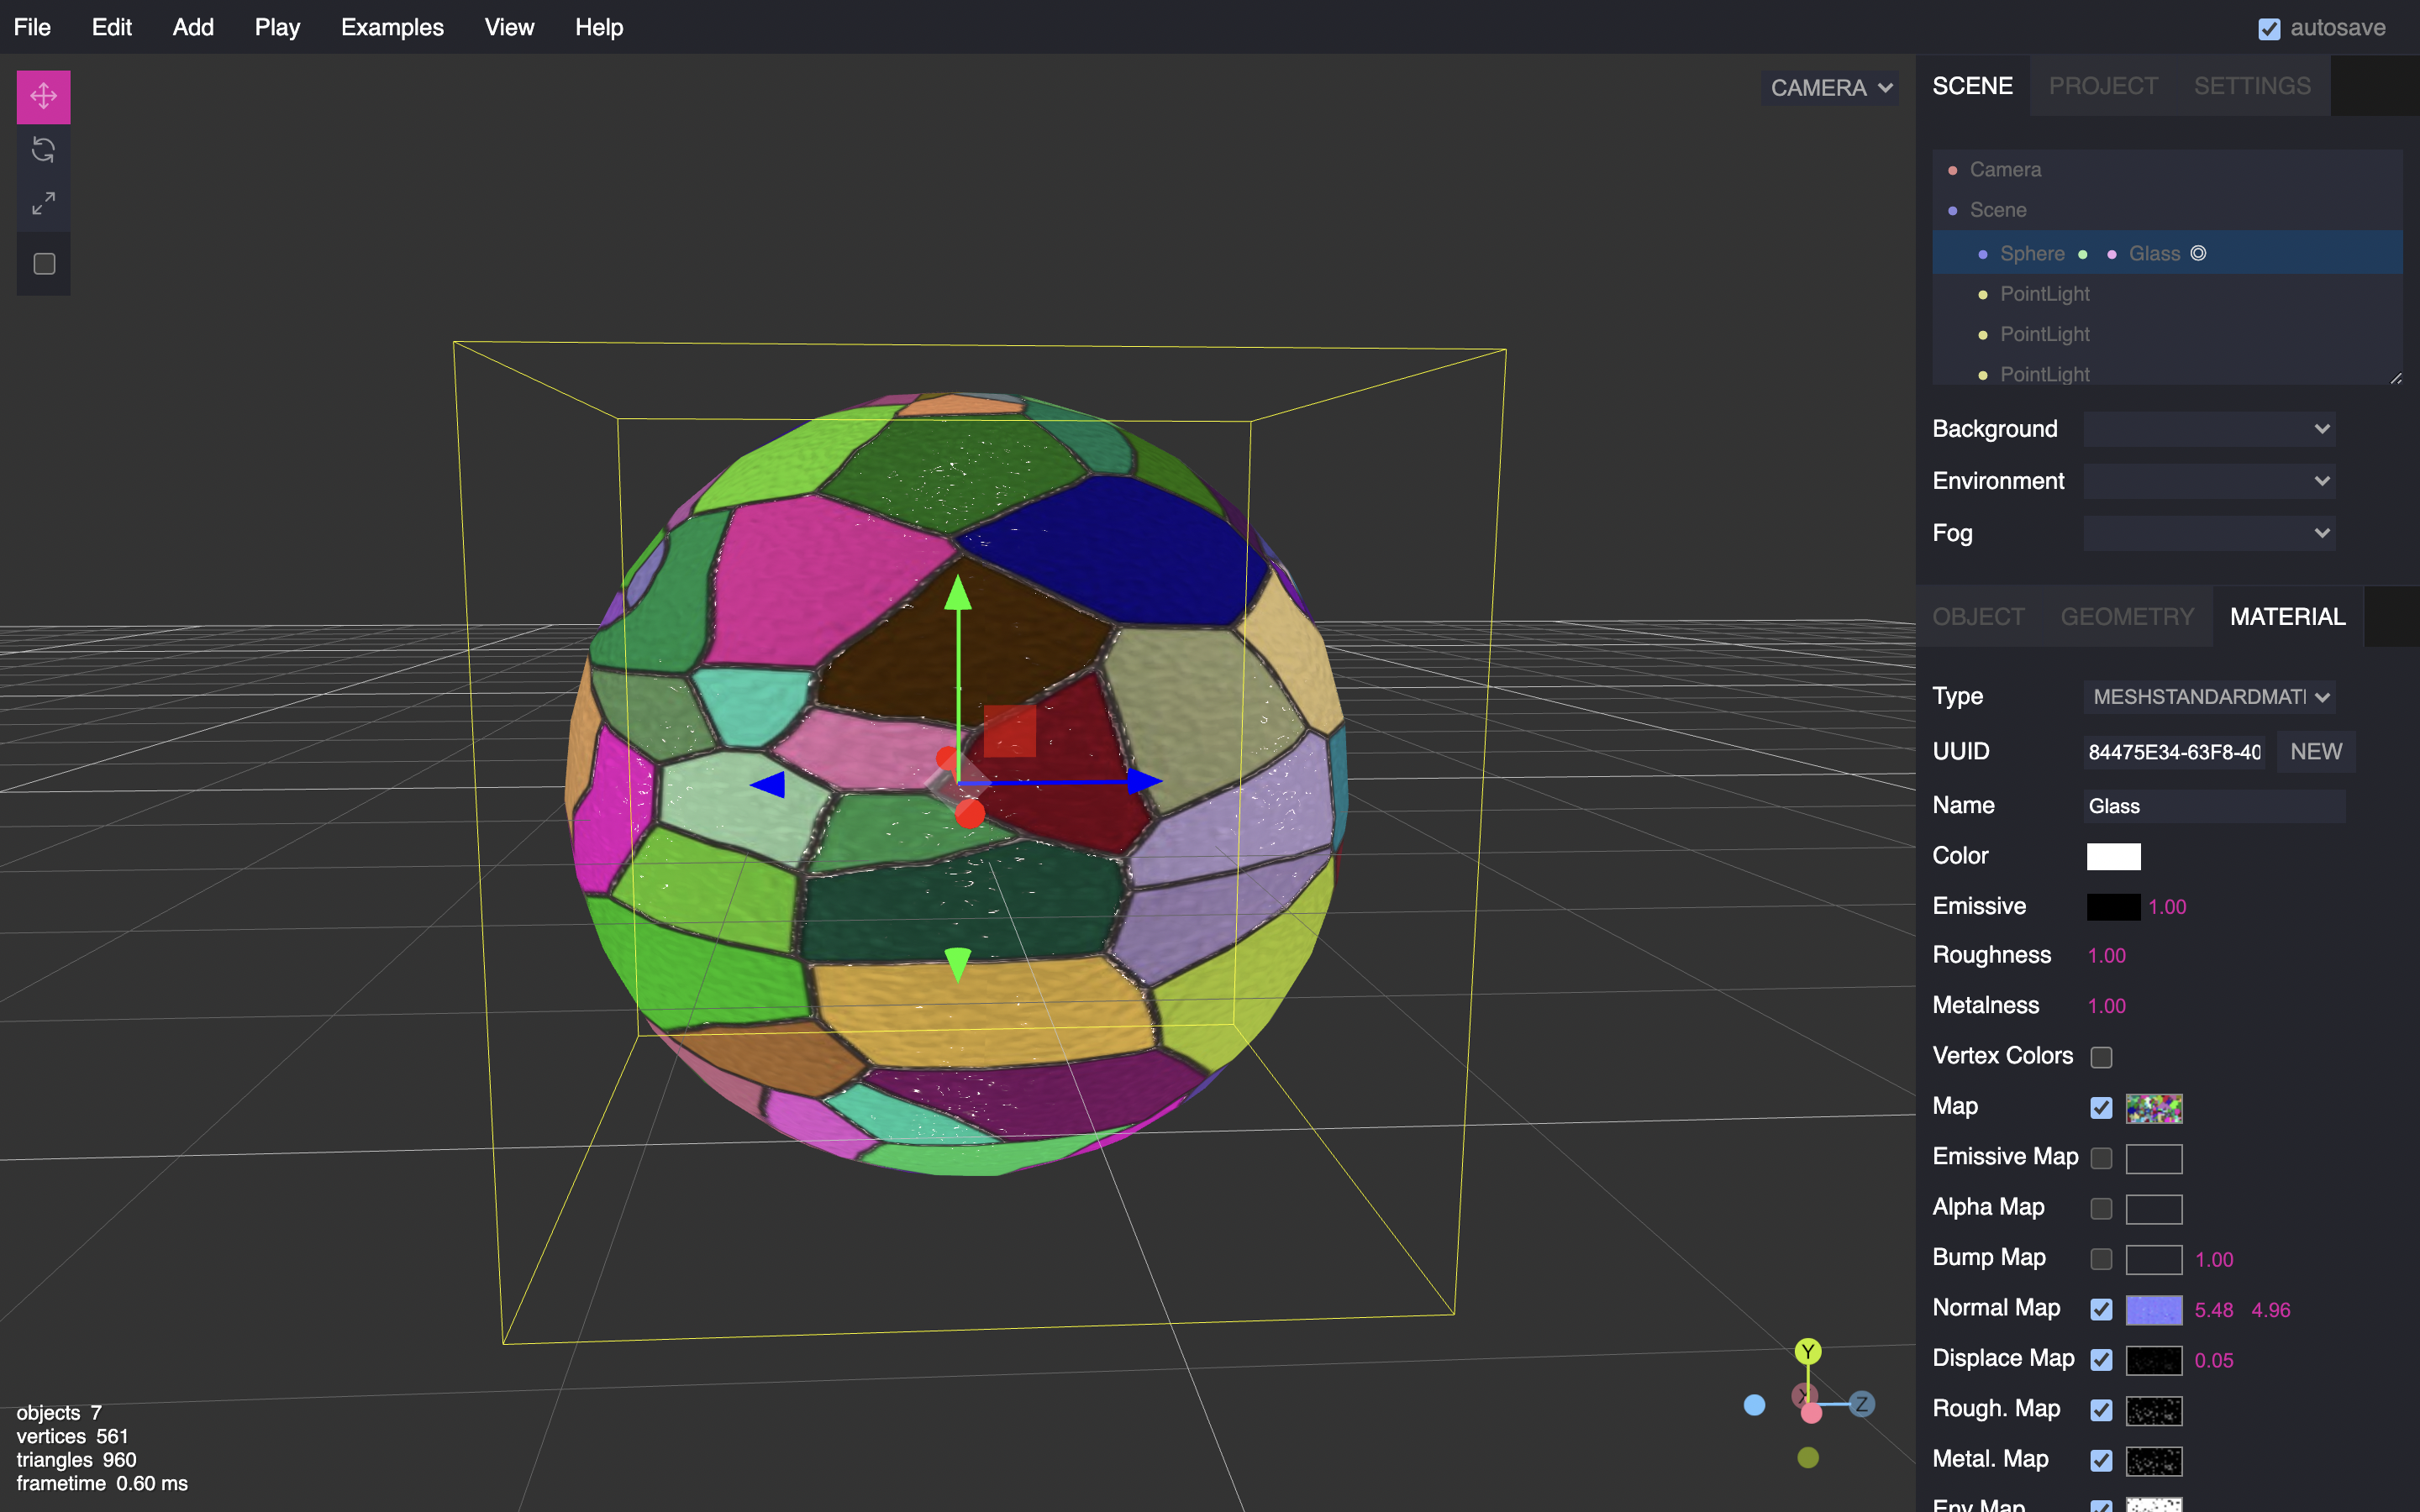 File Edit Add Play Examples View Help autosave
CAMERA
SCENE PROJECT SETTINGS
Camera
Scene
Sphere Glass
PointLight
PointLight
PointLight
Background
Environment
Fog
OBJECT GEOMETRY MATERIAL
Type MESHSTANDARDMATI
UUID 84475E34-63F8-40 NEW
Name Glass
Color
Emissive 1.00
Roughness 1.00
Metalness 1.00
Vertex Colors
Map
Emissive Map
Alpha Map
Bump Map 1.00
Normal Map 5.48 4.96
Displace Map 0.05
Rough. Map
Metal. Map
Env Map
Y
X
Z
objects 7
vertices 561
triangles 960
frametime 0.60 ms